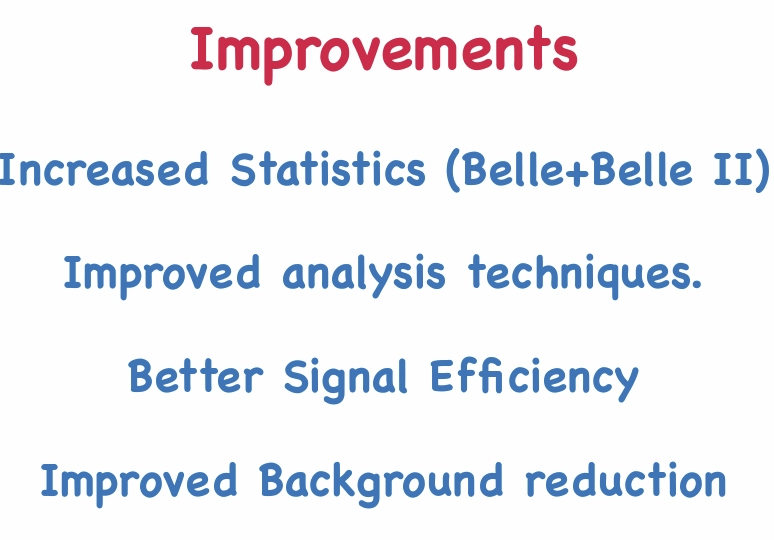 Improvements
Increased Statistics (Belle+Belle II)
Improved analysis techniques.
Better Signal Efficiency
Improved Background reduction